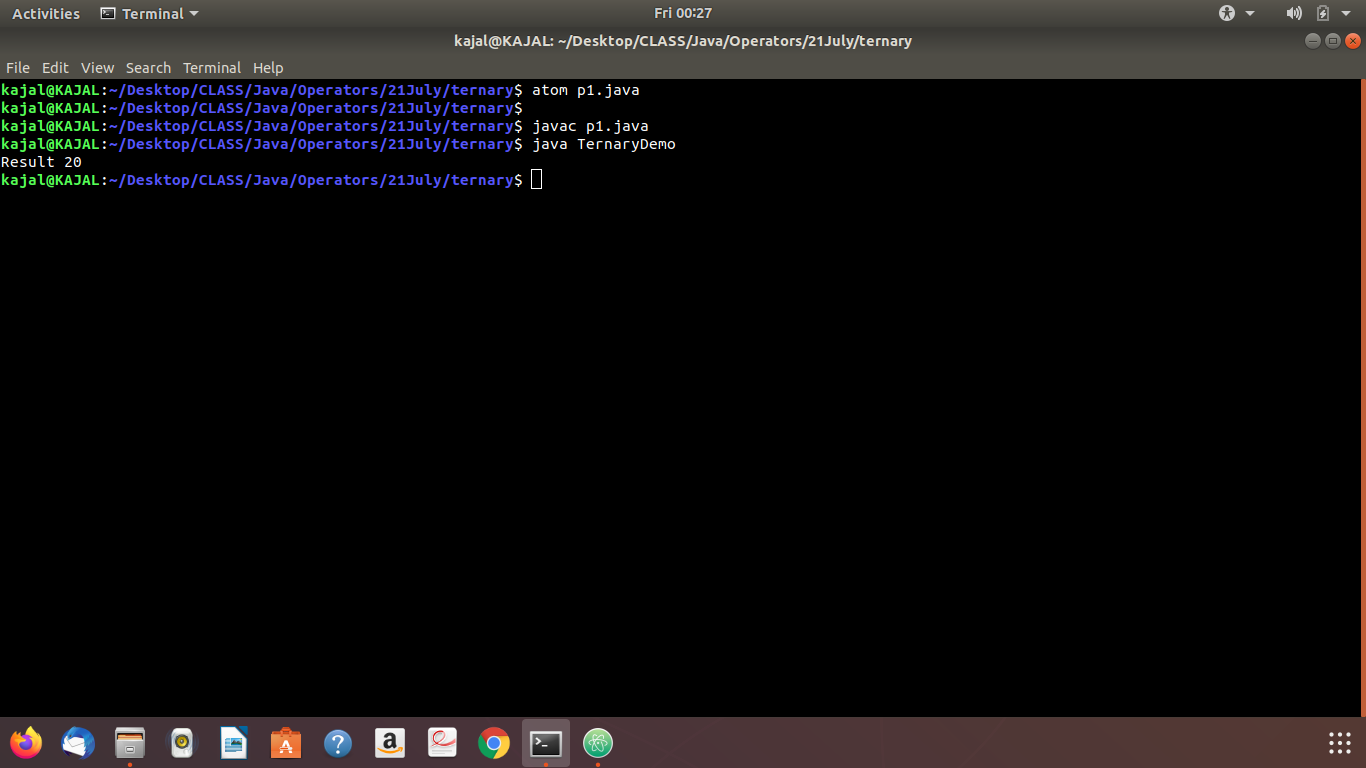 Activities Terminal Fri 00:27
kajal@KAJAL: ~/Desktop/CLASS/Java/Operators/21July/ternary
File Edit View Search Terminal Help
kajal@KAJAL:~/Desktop/CLASS/Java/Operators/21July/ternary$ atom p1.java
kajal@KAJAL:~/Desktop/CLASS/Java/Operators/21July/ternary$
kajal@KAJAL:~/Desktop/CLASS/Java/Operators/21July/ternary$ javac p1.java
kajal@KAJAL:~/Desktop/CLASS/Java/Operators/21July/ternary$ java TernaryDemo
Result 20
kajal@KAJAL:~/Desktop/CLASS/Java/Operators/21July/ternary$